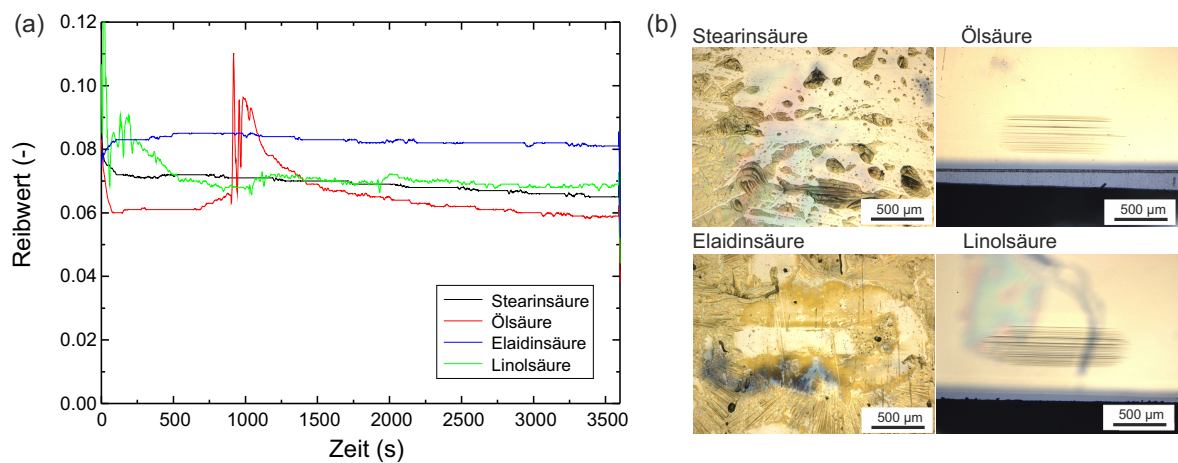 (a)
0.12
0.10
0.08
0.06
0.04
0.02
0.00
Reibwert (-)
Stearinsäure
Ölsäure
Elaidinsäure
Linolsäure
0 500 1000 1500 2000 2500 3000 3500
Zeit (s)
(b)
Stearinsäure Ölsäure
500 µm 500 µm
Elaidinsäure Linolsäure
500 µm 500 µm